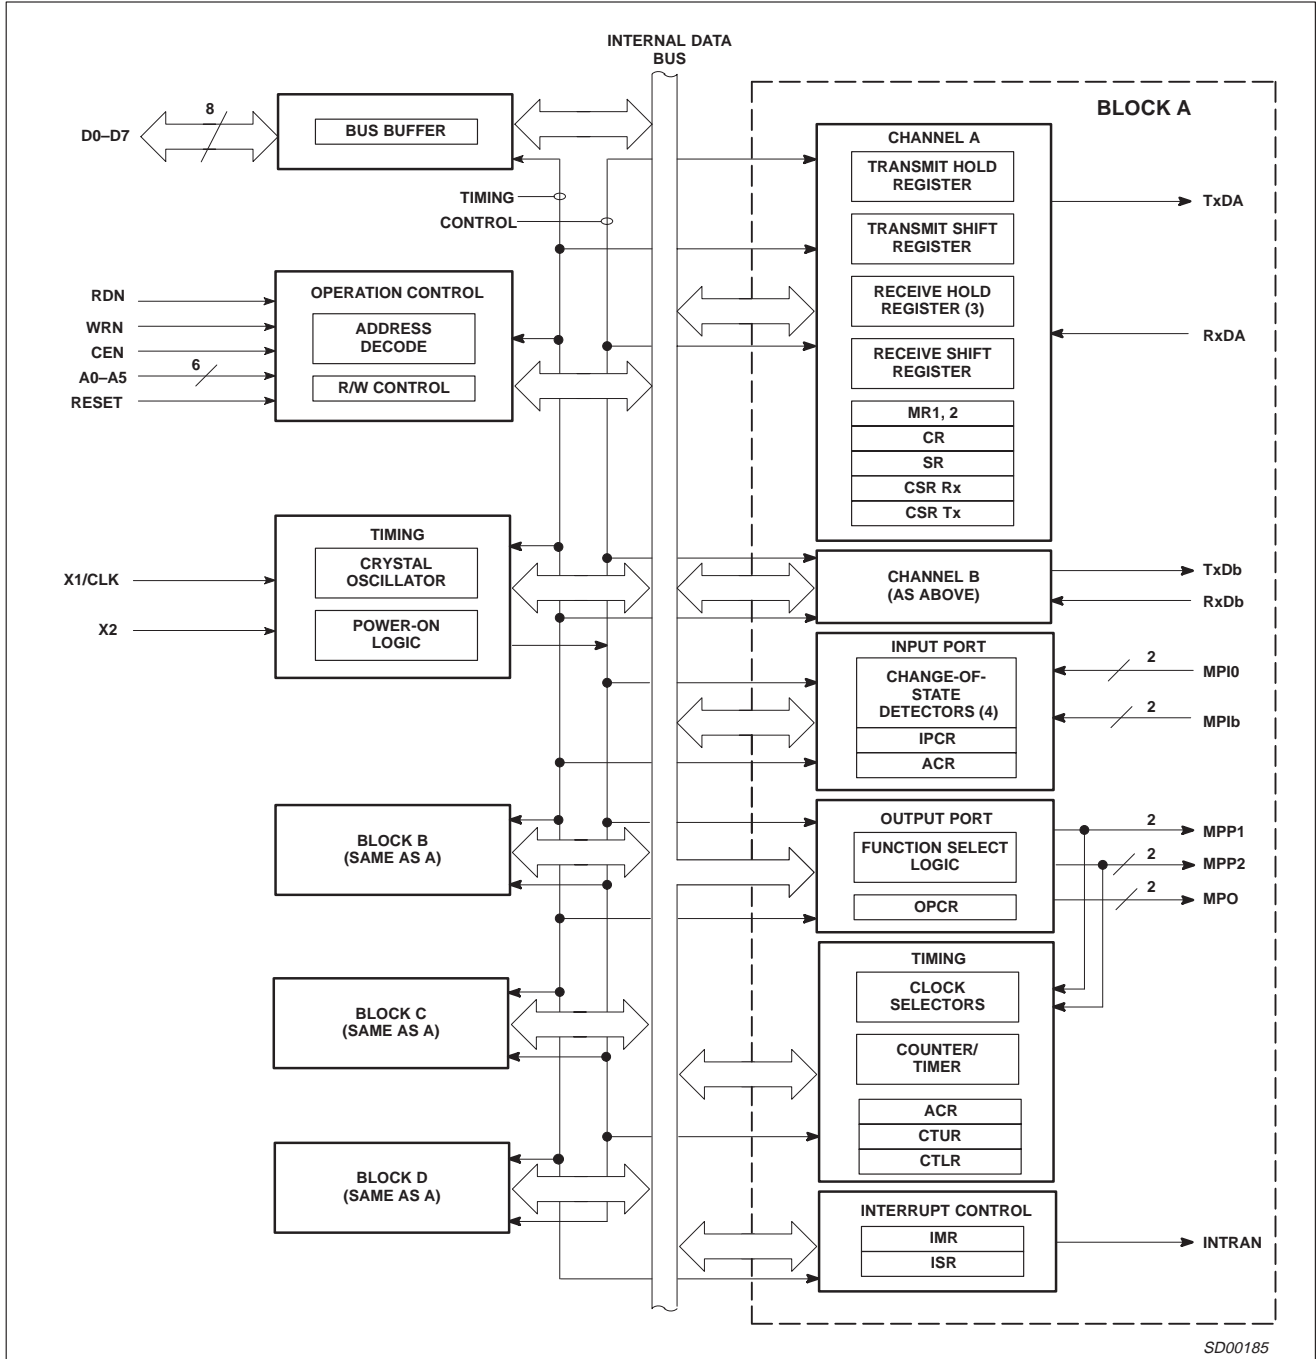 INTERNAL DATA
BUS
D0–D7
8
BUS BUFFER
TIMING
CONTROL
RDN
WRN
CEN
A0–A5
6
RESET
OPERATION CONTROL
ADDRESS
DECODE
R/W CONTROL
X1/CLK
X2
TIMING
CRYSTAL
OSCILLATOR
POWER-ON
LOGIC
BLOCK B
(SAME AS A)
BLOCK C
(SAME AS A)
BLOCK D
(SAME AS A)
BLOCK A
CHANNEL A
TRANSMIT HOLD
REGISTER
TRANSMIT SHIFT
REGISTER
RECEIVE HOLD
REGISTER (3)
RECEIVE SHIFT
REGISTER
MR1, 2
CR
SR
CSR Rx
CSR Tx
TxDA
RxDA
CHANNEL B
(AS ABOVE)
TxDb
RxDb
INPUT PORT
CHANGE-OF-
STATE
DETECTORS (4)
IPCR
ACR
2
MPI0
2
MPIb
OUTPUT PORT
FUNCTION SELECT
LOGIC
OPCR
2
MPP1
2
MPP2
2
MPO
TIMING
CLOCK
SELECTORS
COUNTER/
TIMER
ACR
CTUR
CTLR
INTERRUPT CONTROL
IMR
ISR
INTRAN
SD00185